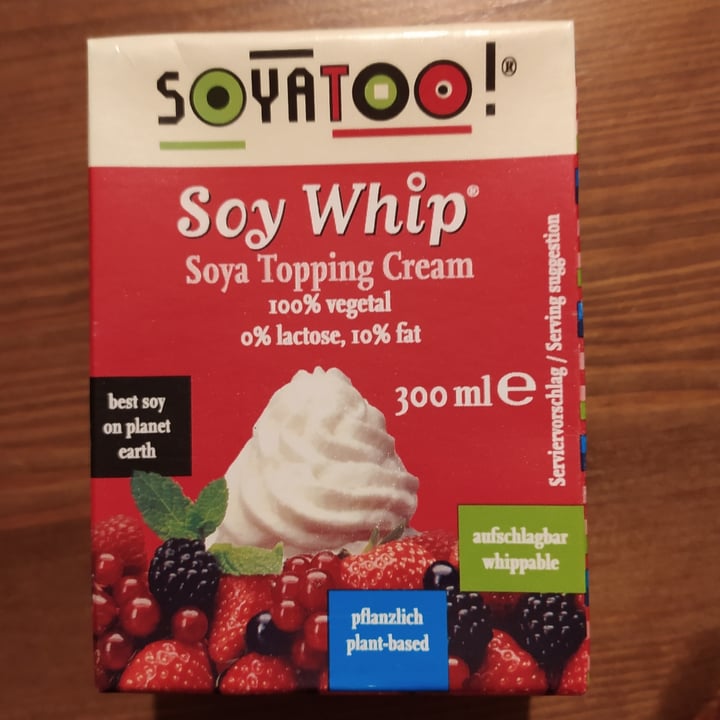 SOYATOO!®
Soy Whip®
Soya Topping Cream
100% vegetal
0% lactose, 10% fat
300 ml e
Serviervorschlag / Serving suggestion
best soy
on planet
earth
aufschlagbar
whippable
pflanzlich
plant-based